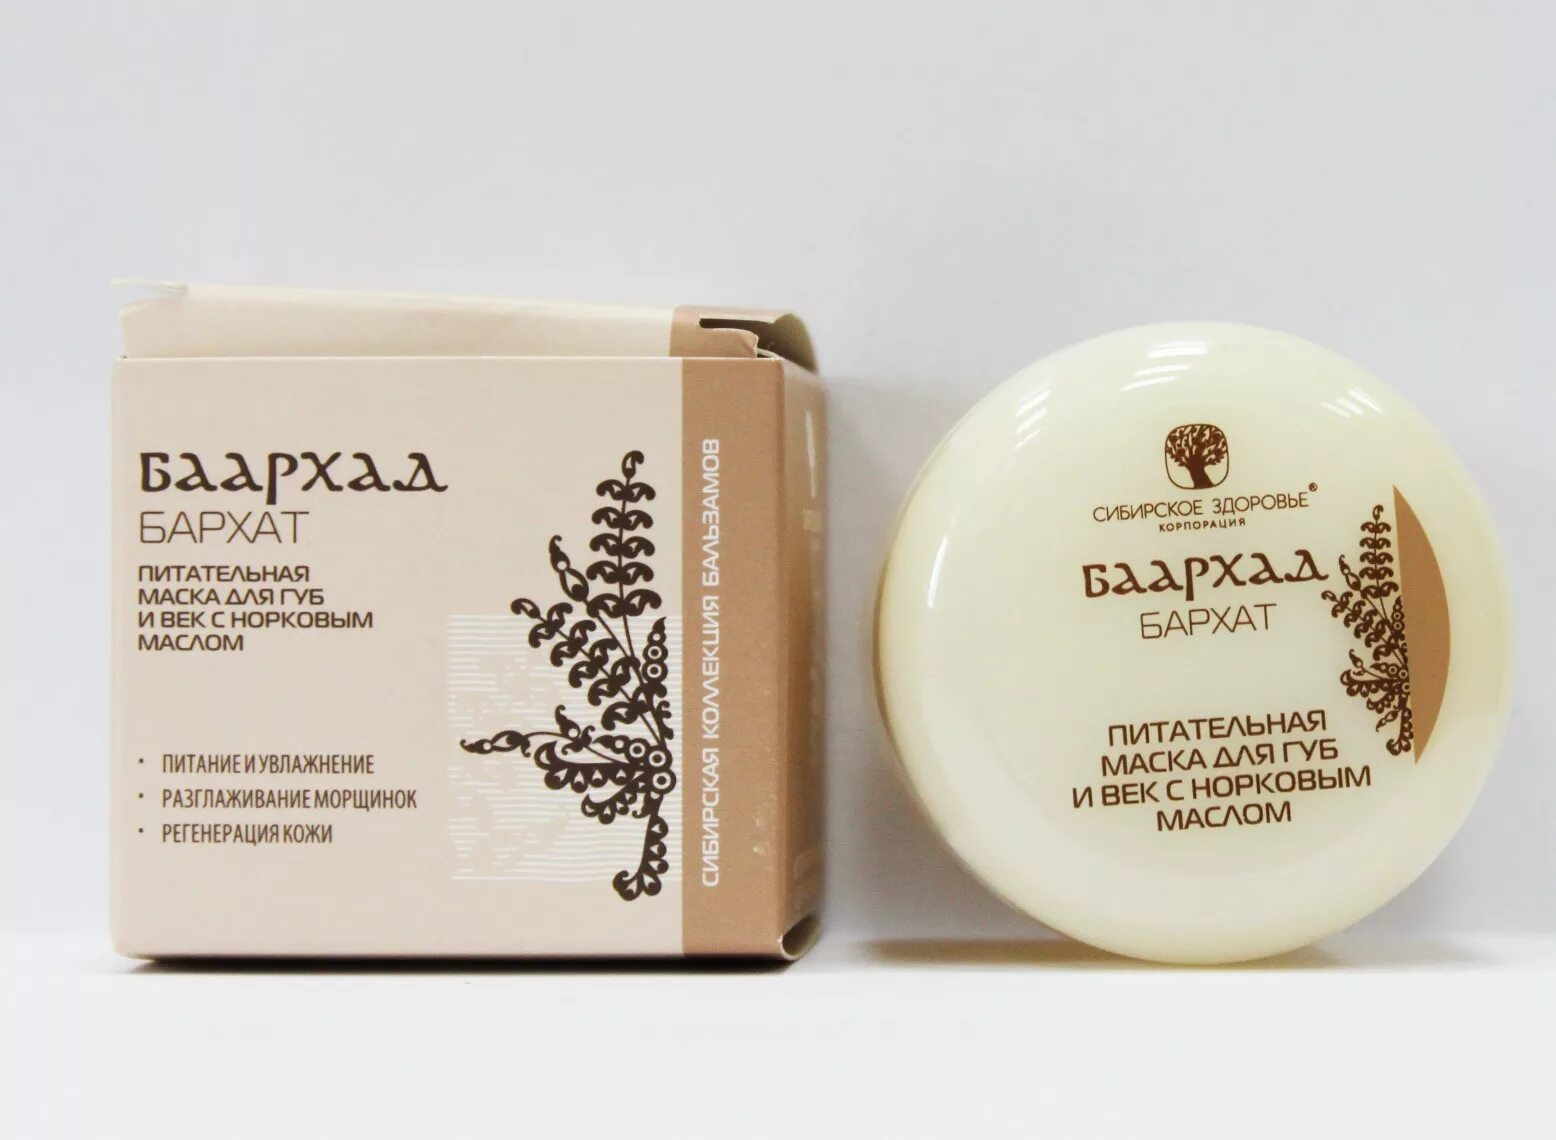 БААРХАД
БАРХАТ
ПИТАТЕЛЬНАЯ
МАСКА ДЛЯ ГУБ
И ВЕК С НОРКОВЫМ
МАСЛОМ
• ПИТАНИЕ И УВЛАЖНЕНИЕ
• РАЗГЛАЖИВАНИЕ МОРЩИНОК
• РЕГЕНЕРАЦИЯ КОЖИ
СИБИРСКАЯ КОЛЛЕКЦИЯ БАЛЬЗАМОВ
СИБИРСКОЕ ЗДОРОВЬЕ®
КОРПОРАЦИЯ
БААРХАД
БАРХАТ
ПИТАТЕЛЬНАЯ
МАСКА ДЛЯ ГУБ
И ВЕК С НОРКОВЫМ
МАСЛОМ